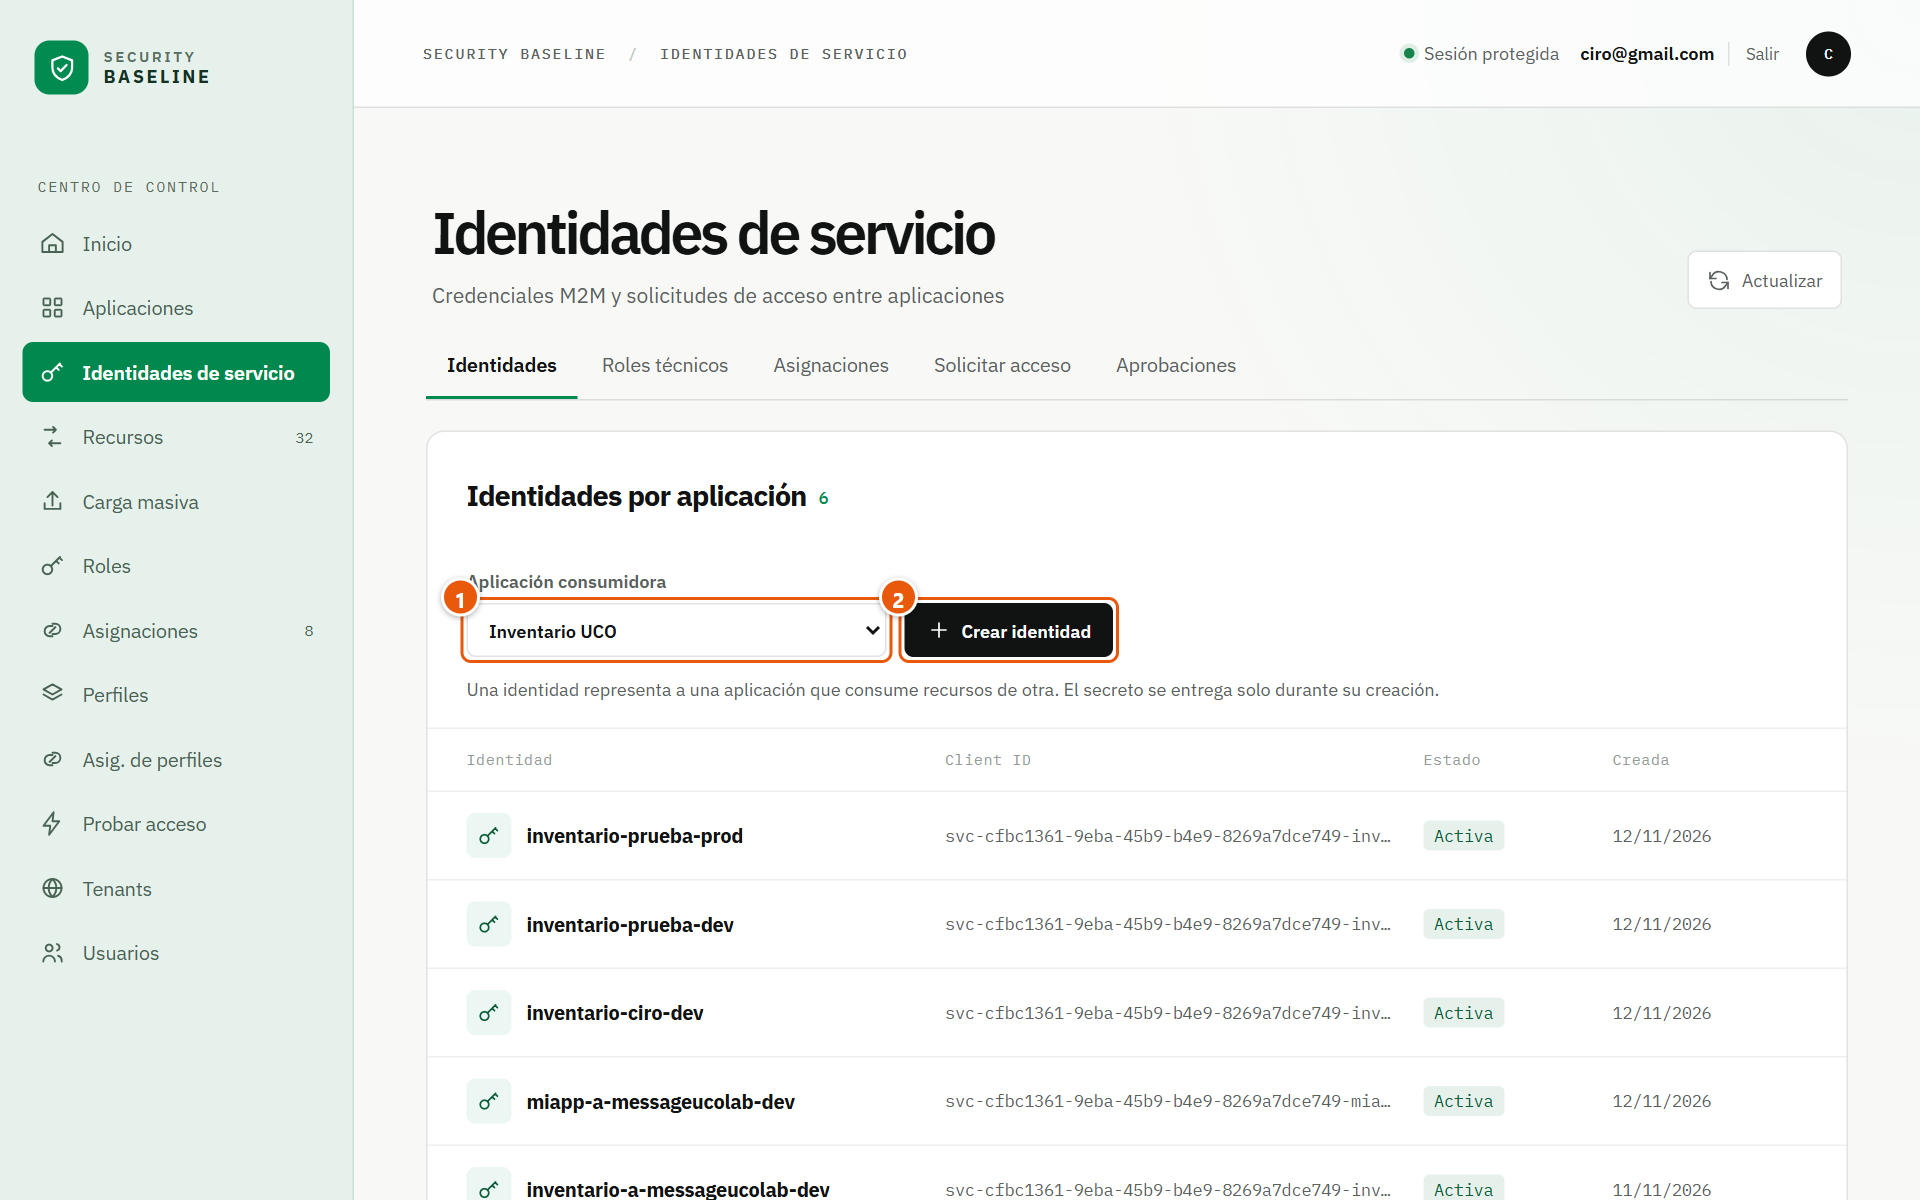 SECURITY
BASELINE
CENTRO DE CONTROL
Inicio
Aplicaciones
Identidades de servicio
Recursos 32
Carga masiva
Roles
Asignaciones 8
Perfiles
Asig. de perfiles
Probar acceso
Tenants
Usuarios
SECURITY BASELINE / IDENTIDADES DE SERVICIO
Sesión protegida ciro@gmail.com Salir C
Identidades de servicio
Credenciales M2M y solicitudes de acceso entre aplicaciones
Actualizar
Identidades Roles técnicos Asignaciones Solicitar acceso Aprobaciones
Identidades por aplicación 6
Aplicación consumidora
1 Inventario UCO 2 Crear identidad
Una identidad representa a una aplicación que consume recursos de otra. El secreto se entrega solo durante su creación.
Identidad Client ID Estado Creada
inventario-prueba-prod svc-cfbc1361-9eba-45b9-b4e9-8269a7dce749-inv… Activa 12/11/2026
inventario-prueba-dev svc-cfbc1361-9eba-45b9-b4e9-8269a7dce749-inv… Activa 12/11/2026
inventario-ciro-dev svc-cfbc1361-9eba-45b9-b4e9-8269a7dce749-inv… Activa 12/11/2026
miapp-a-messageucolab-dev svc-cfbc1361-9eba-45b9-b4e9-8269a7dce749-mia… Activa 12/11/2026
inventario-a-messageucolab-dev svc-cfbc1361-9eba-45b9-b4e9-8269a7dce749-inv… Activa 11/11/2026